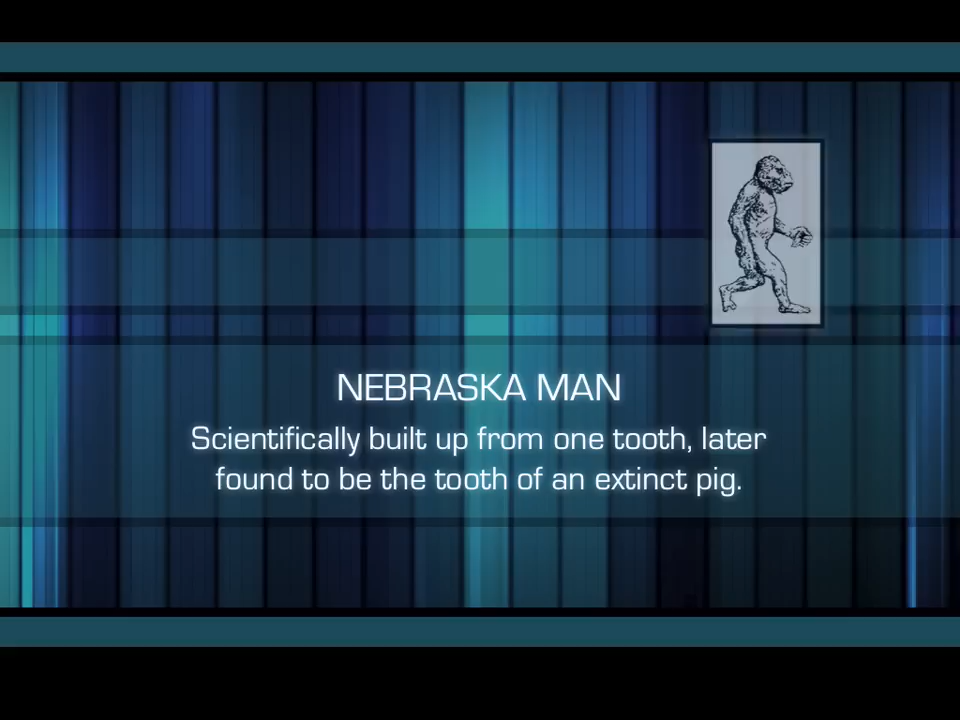 NEBRASKA MAN
Scientifically built up from one tooth, later
found to be the tooth of an extinct pig.